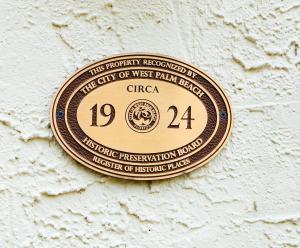 THIS PROPERTY RECOGNIZED BY
THE CITY OF WEST PALM BEACH
CIRCA
19 24
HISTORIC PRESERVATION BOARD
REGISTER OF HISTORIC PLACES